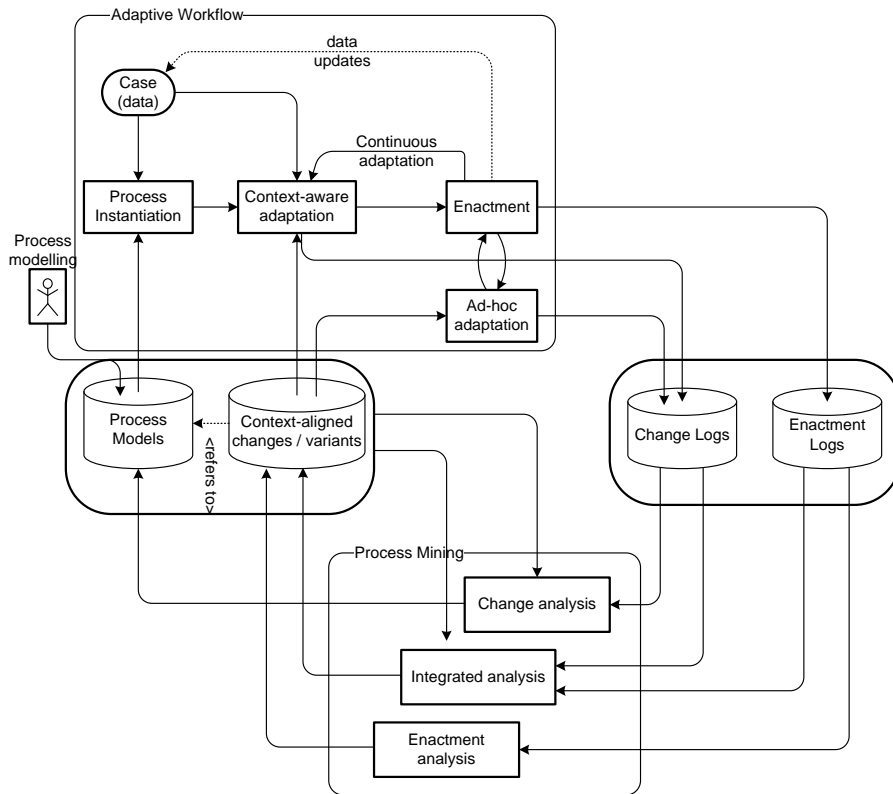 Adaptive Workflow
data
updates
Case
(data)
Continuous
adaptation
Process
Instantiation
Context-aware
adaptation
Enactment
Process
modelling
Ad-hoc
adaptation
Process
Models
Context-aligned
changes / variants
<refers to>
Change Logs
Enactment
Logs
Process Mining
Change analysis
Integrated analysis
Enactment
analysis